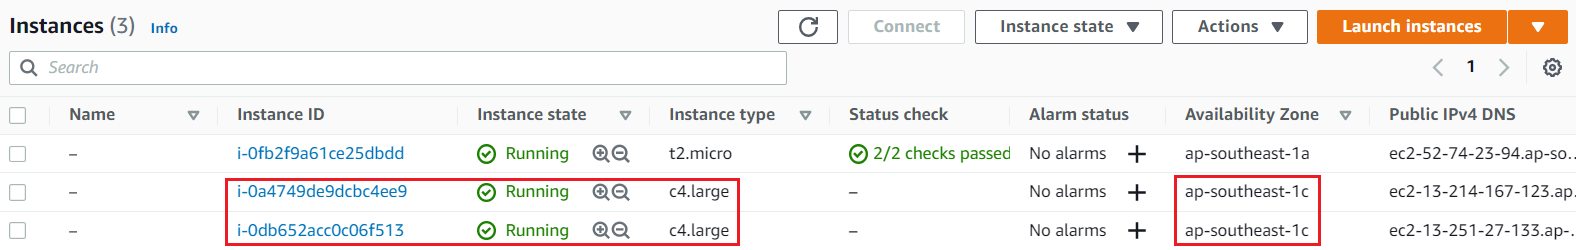 Instances (3) Info Connect Instance state Actions Launch instances
Search 1
Name Instance ID Instance state Instance type Status check Alarm status Availability Zone Public IPv4 DNS
– i-0fb2f9a61ce25dbdd Running t2.micro 2/2 checks passed No alarms + ap-southeast-1a ec2-52-74-23-94.ap-so...
– i-0a4749de9dcbc4ee9 Running c4.large – No alarms + ap-southeast-1c ec2-13-214-167-123.ap...
– i-0db652acc0c06f513 Running c4.large – No alarms + ap-southeast-1c ec2-13-251-27-133.ap-...